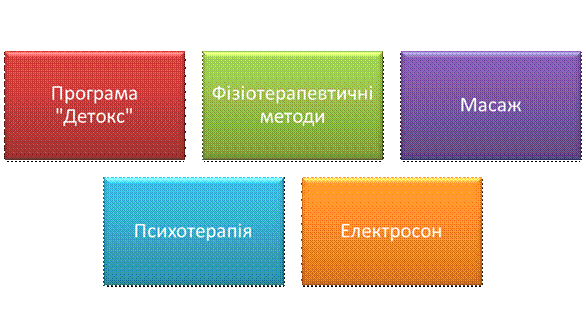 Програма
"Детокс"
Фізіотерапевтичні
методи
Масаж
Психотерапія
Електросон